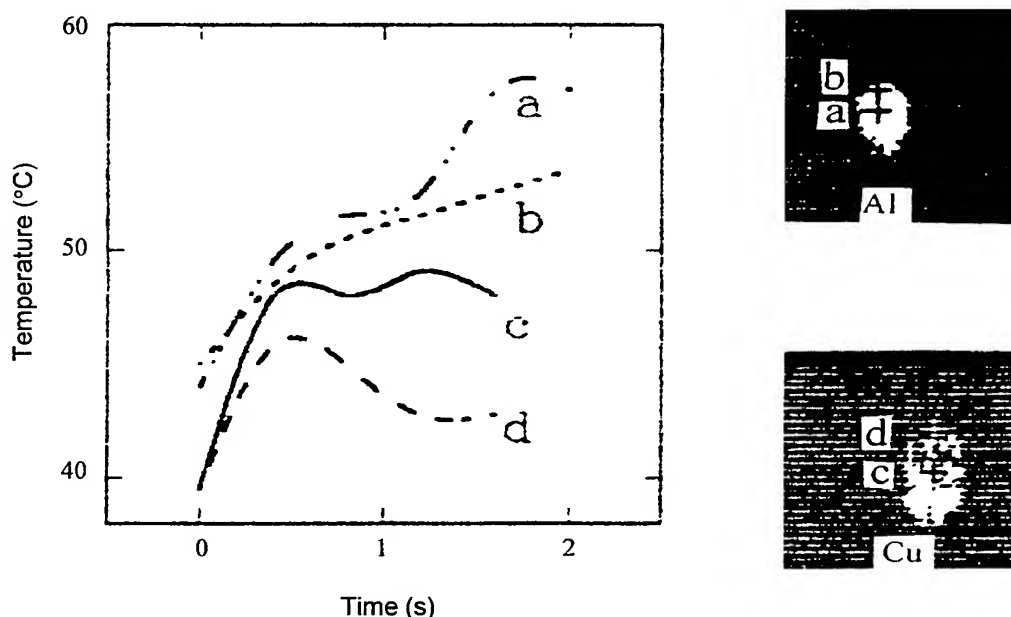 60
50
40
Temperature (°C)
0 1 2
Time (s)
a
b
c
d
b
a
Al
d
c
Cu